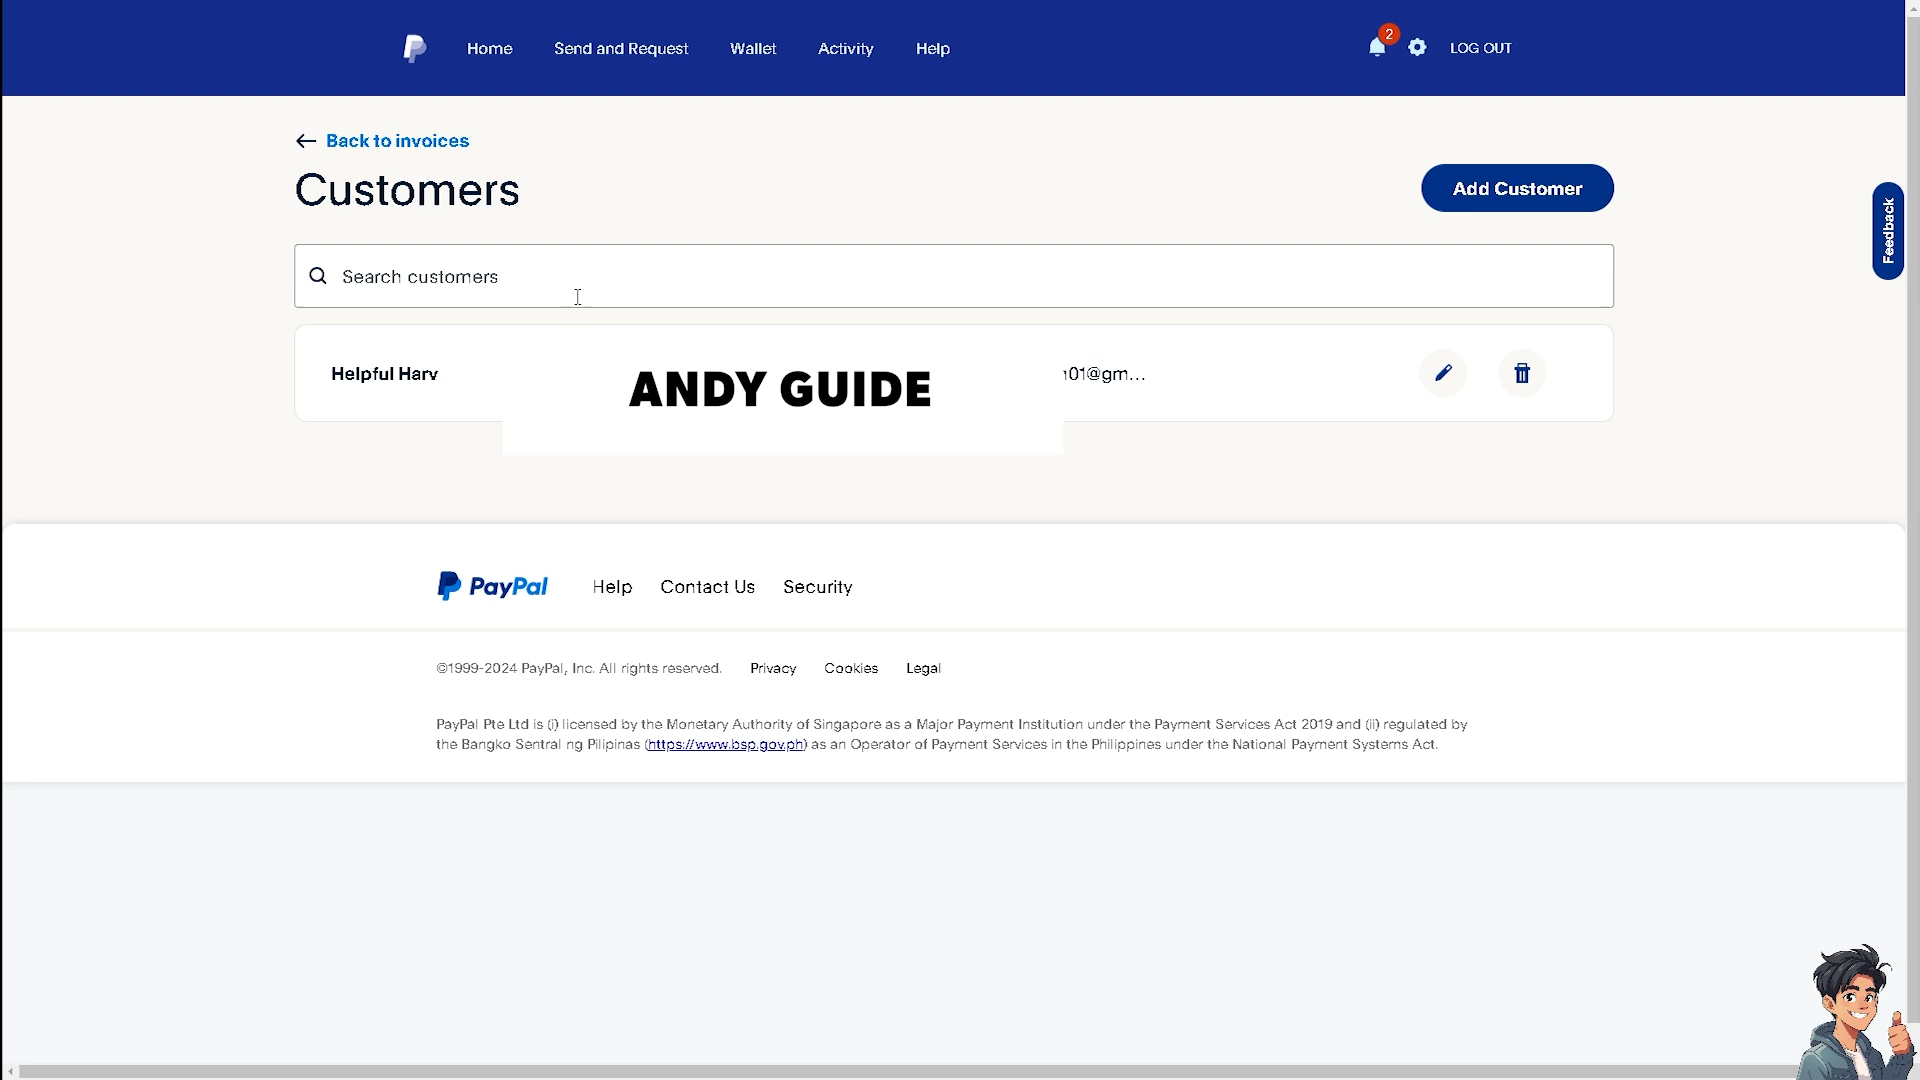 Home Send and Request Wallet Activity Help 2 LOG OUT
Back to invoices
Customers
Add Customer
Feedback
Search customers
Helpful Harv
ANDY GUIDE
01@gm...
PayPal Help Contact Us Security
©1999-2024 PayPal, Inc. All rights reserved. Privacy Cookies Legal
PayPal Pte Ltd is (i) licensed by the Monetary Authority of Singapore as a Major Payment Institution under the Payment Services Act 2019 and (ii) regulated by
the Bangko Sentral ng Pilipinas (https://www.bsp.gov.ph) as an Operator of Payment Services in the Philippines under the National Payment Systems Act.